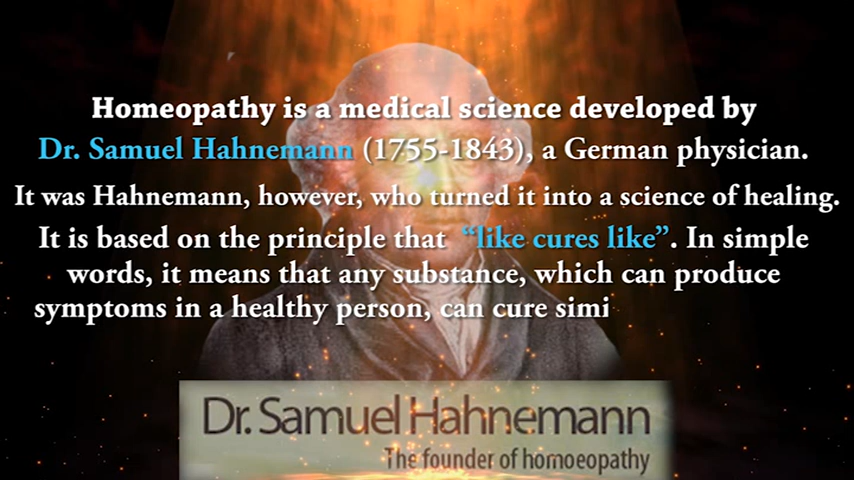 Homeopathy is a medical science developed by
Dr. Samuel Hahnemann (1755-1843), a German physician.
It was Hahnemann, however, who turned it into a science of healing.
It is based on the principle that “like cures like”. In simple
words, it means that any substance, which can produce
symptoms in a healthy person, can cure simi
Dr. Samuel Hahnemann
The founder of homoeopathy